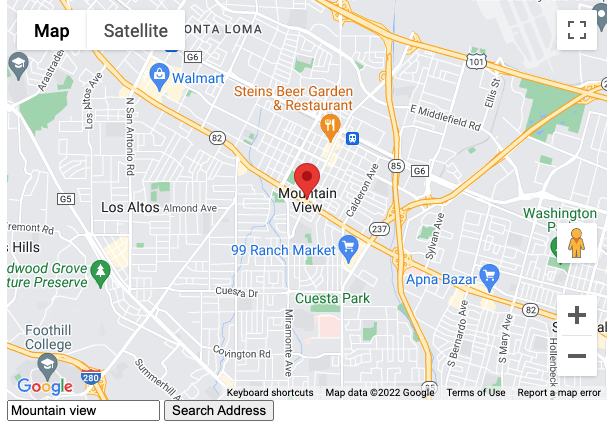 Map
Satellite
ONTA LOMA
G6
101
Walmart
Arastrade
Los Altos Ave
N San Antonio Rd
Steins Beer Garden
& Restaurant
Ellis St
E Middlefield Rd
82
85
G6
Mountain
View
Calderon Ave
G5
Los Altos
Almond Ave
237
Sylvan Ave
Washington
remont Rd
s Hills
99 Ranch Market
dwood Grove
ture Preserve
Apna Bazar
Cuesta Dr
Cuesta Park
82
Miramonte Ave
S Bernardo Ave
S Mary Ave
Hollenbeck
Foothill
College
Covington Rd
Summerhill A
280
Google
Keyboard shortcuts
Map data ©2022 Google
Terms of Use
Report a map error
Mountain view
Search Address